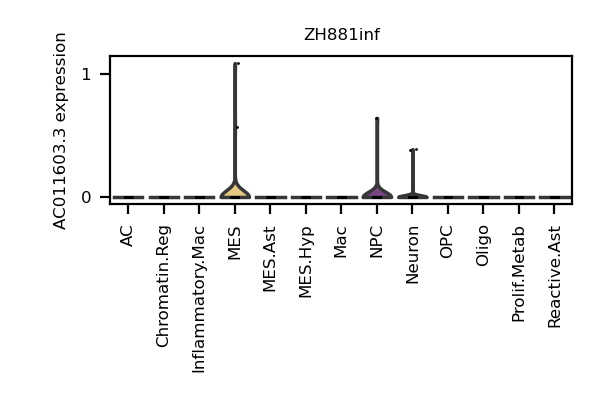 ZH881inf
AC011603.3 expression
1
0
AC
Chromatin.Reg
Inflammatory.Mac
MES
MES.Ast
MES.Hyp
Mac
NPC
Neuron
OPC
Oligo
Prolif.Metab
Reactive.Ast